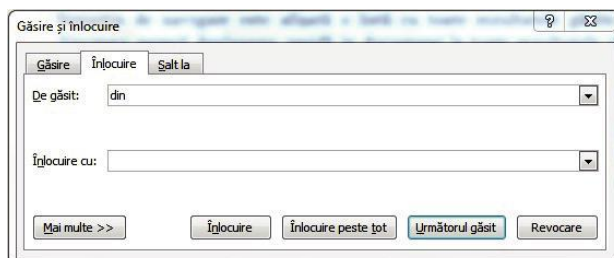 Găsire și înlocuire
Găsire Înlocuire Salt la
De găsit: din
Înlocuire cu:
Mai multe >> Înlocuire Înlocuire peste tot Următorul găsit Revocare